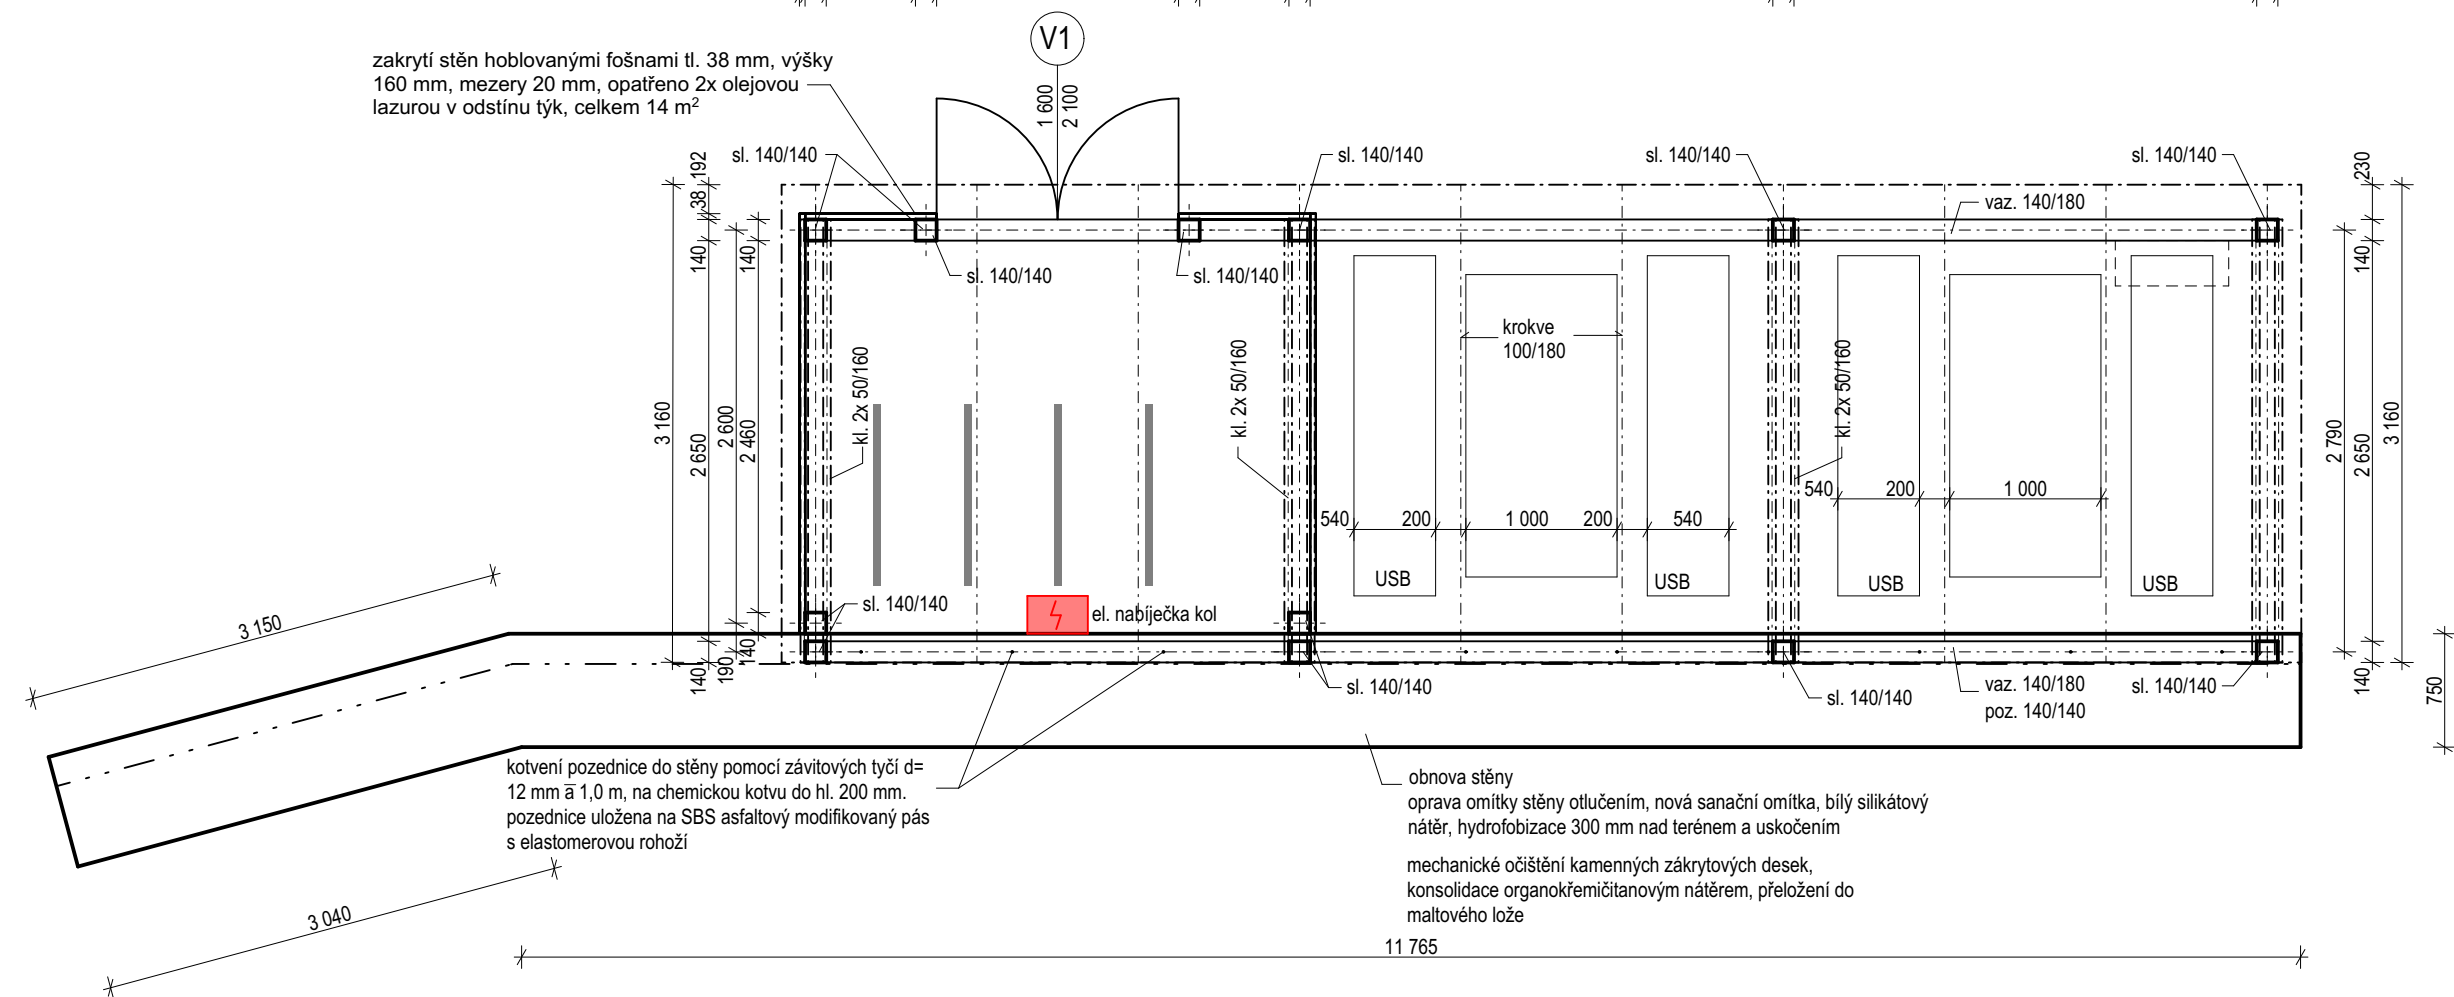 V1
zakrytí stěn hoblovanými fošnami tl. 38 mm, výšky
160 mm, mezery 20 mm, opatřeno 2x olejovou
lazurou v odstínu týk, celkem 14 m²
1 600
2 100
sl. 140/140
sl. 140/140
sl. 140/140
sl. 140/140
192
38
230
vaz. 140/180
140
140
140
sl. 140/140
sl. 140/140
krokve
100/180
kl. 2x 50/160
kl. 2x 50/160
kl. 2x 50/160
3 160
2 650
2 600
2 460
2 790
2 650
3 160
540
200
1 000
200
540
540
200
1 000
USB
USB
USB
USB
sl. 140/140
el. nabíječka kol
3 150
140
190
140
140
750
sl. 140/140
sl. 140/140
vaz. 140/180
poz. 140/140
sl. 140/140
kotvení pozednice do stěny pomocí závitových tyčí d=
12 mm a̅ 1,0 m, na chemickou kotvu do hl. 200 mm.
pozednice uložena na SBS asfaltový modifikovaný pás
s elastomerovou rohoží
obnova stěny
oprava omítky stěny otlučením, nová sanační omítka, bílý silikátový
nátěr, hydrofobizace 300 mm nad terénem a uskočením
mechanické očištění kamenných zákrytových desek,
konsolidace organokřemičitanovým nátěrem, přeložení do
maltového lože
3 040
11 765